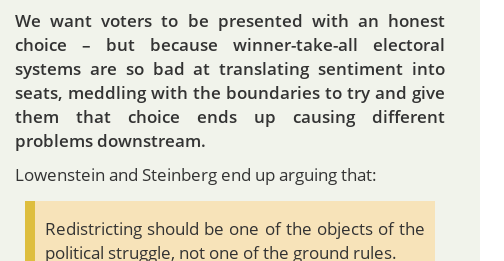 We want voters to be presented with an honest
choice – but because winner-take-all electoral
systems are so bad at translating sentiment into
seats, meddling with the boundaries to try and give
them that choice ends up causing different
problems downstream.
Lowenstein and Steinberg end up arguing that:
Redistricting should be one of the objects of the
political struggle, not one of the ground rules.